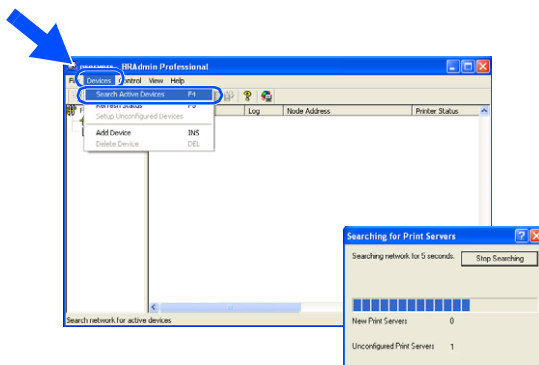 BRAdmin Professional
Devices Control View Help
Search Active Devices F4
Refresh Status F5
Setup Unconfigured Devices
Add Device INS
Delete Device DEL
Log Node Address Printer Status
Search network for active devices
Searching for Print Servers
Searching network for 5 seconds.
Stop Searching
New Print Servers 0
Unconfigured Print Servers 1